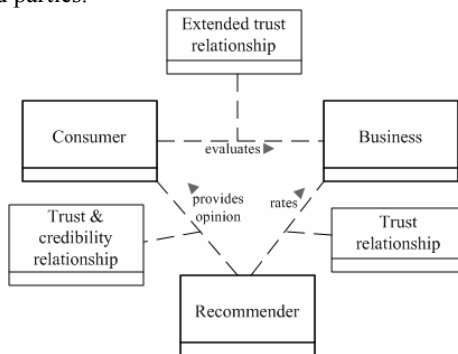 d parties.
Extended trust
relationship
Consumer
Business
evaluates
provides
opinion
rates
Trust &
credibility
relationship
Trust
relationship
Recommender